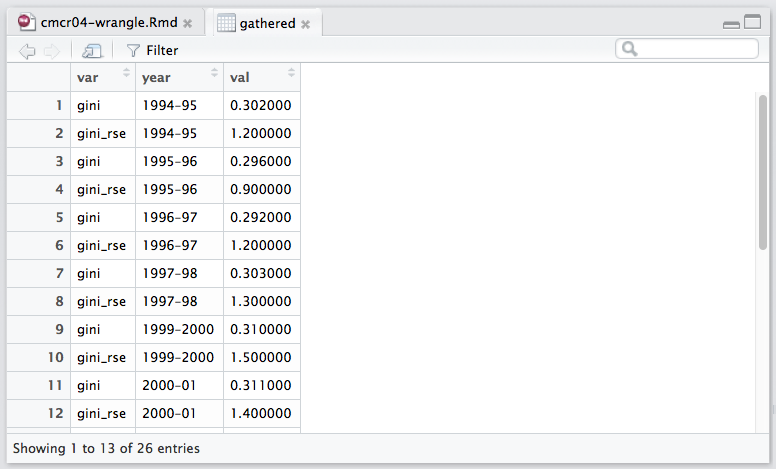 cmcr04-wrangle.Rmd gathered
Filter
var year val
1 gini 1994-95 0.302000
2 gini_rse 1994-95 1.200000
3 gini 1995-96 0.296000
4 gini_rse 1995-96 0.900000
5 gini 1996-97 0.292000
6 gini_rse 1996-97 1.200000
7 gini 1997-98 0.303000
8 gini_rse 1997-98 1.300000
9 gini 1999-2000 0.310000
10 gini_rse 1999-2000 1.500000
11 gini 2000-01 0.311000
12 gini_rse 2000-01 1.400000
Showing 1 to 13 of 26 entries